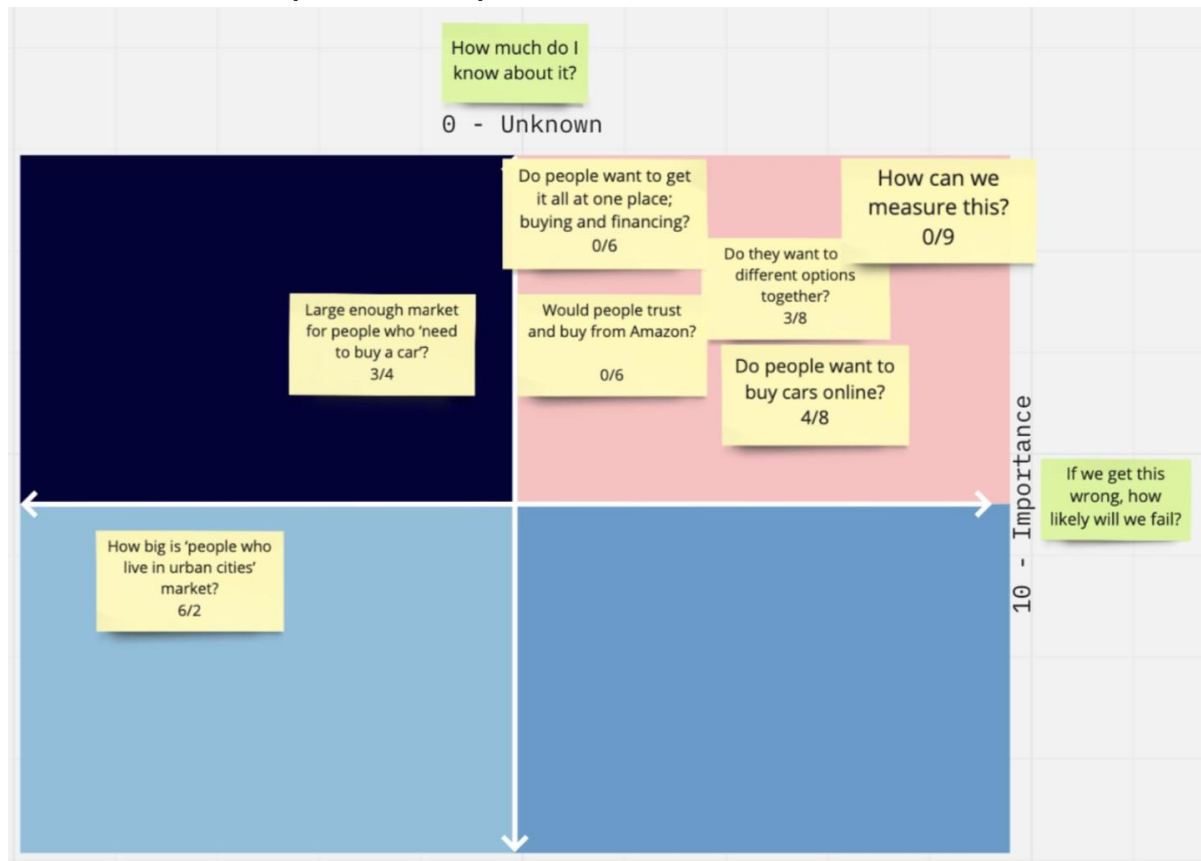 How much do I
know about it?
0 - Unknown
Do people want to get
it all at one place;
buying and financing?
0/6
How can we
measure this?
0/9
Do they want to
different options
together?
3/8
Large enough market
for people who ‘need
to buy a car’?
3/4
Would people trust
and buy from Amazon?
0/6
Do people want to
buy cars online?
4/8
10 - Importance
If we get this
wrong, how
likely will we fail?
How big is ‘people who
live in urban cities’
market?
6/2